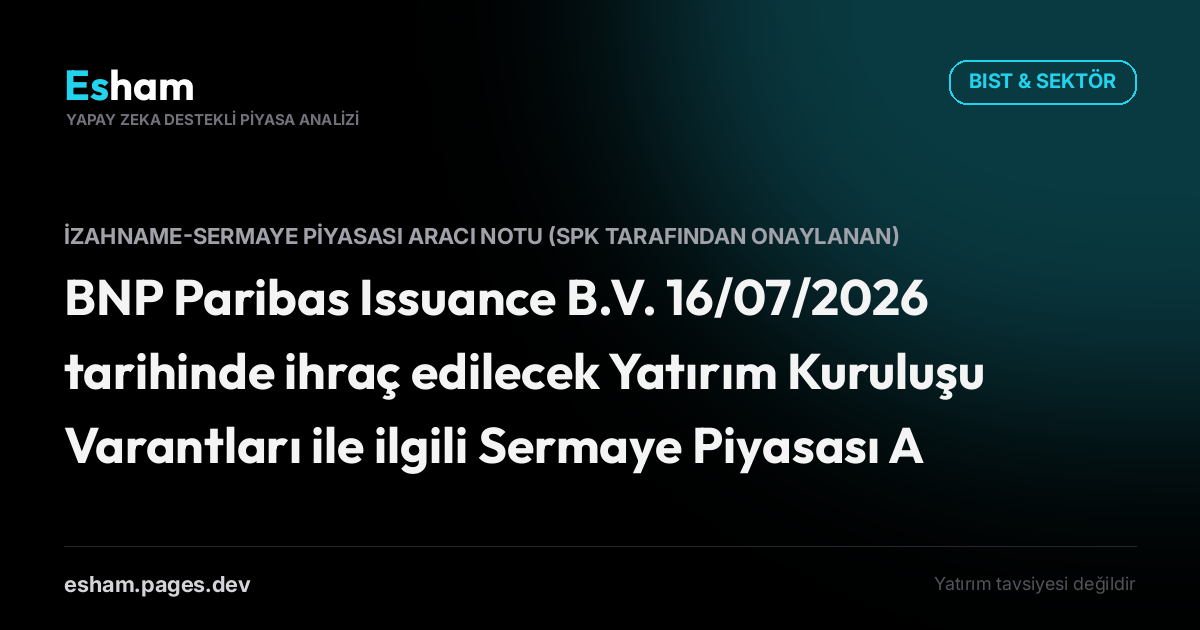 Esham
YAPAY ZEKA DESTEKLİ PİYASA ANALİZİ
BIST & SEKTÖR
İZAHNAME-SERMAYE PİYASASI ARACI NOTU (SPK TARAFINDAN ONAYLANAN)
BNP Paribas Issuance B.V. 16/07/2026
tarihinde ihraç edilecek Yatırım Kuruluşu
Varantları ile ilgili Sermaye Piyasası A
esham.pages.dev
Yatırım tavsiyesi değildir